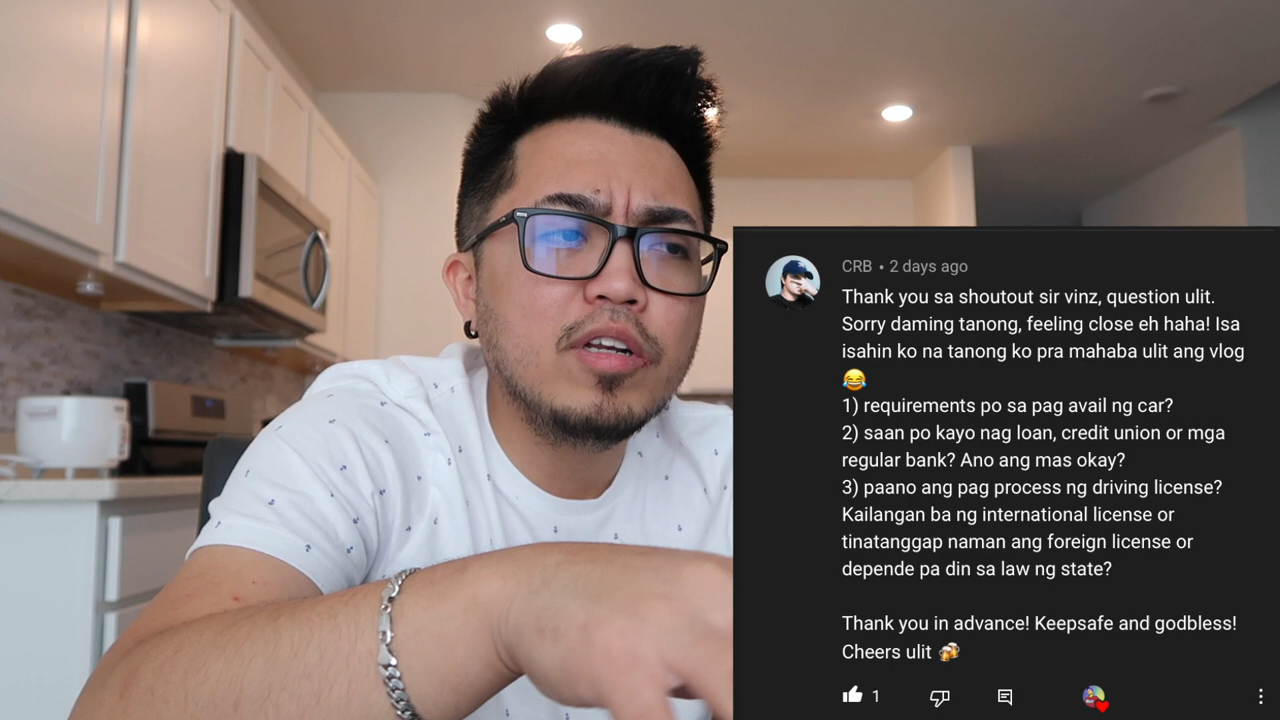 CRB • 2 days ago
Thank you sa shoutout sir vinz, question ulit.
Sorry daming tanong, feeling close eh haha! Isa
isahin ko na tanong ko pra mahaba ulit ang vlog
😂
1) requirements po sa pag avail ng car?
2) saan po kayo nag loan, credit union or mga
regular bank? Ano ang mas okay?
3) paano ang pag process ng driving license?
Kailangan ba ng international license or
tinatanggap naman ang foreign license or
depende pa din sa law ng state?
Thank you in advance! Keepsafe and godbless!
Cheers ulit 🍻
1